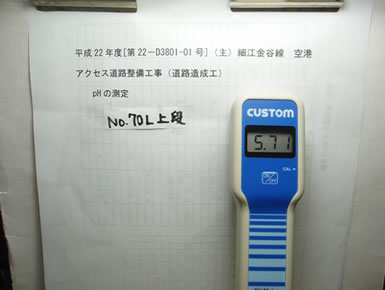 平成22年度[第22-D3801-01号](主)細江金谷線 空港
アクセス道路整備工事(道路造成工)
pHの測定
No.70L上段
CUSTOM
5.71
CAL
ON/OFF